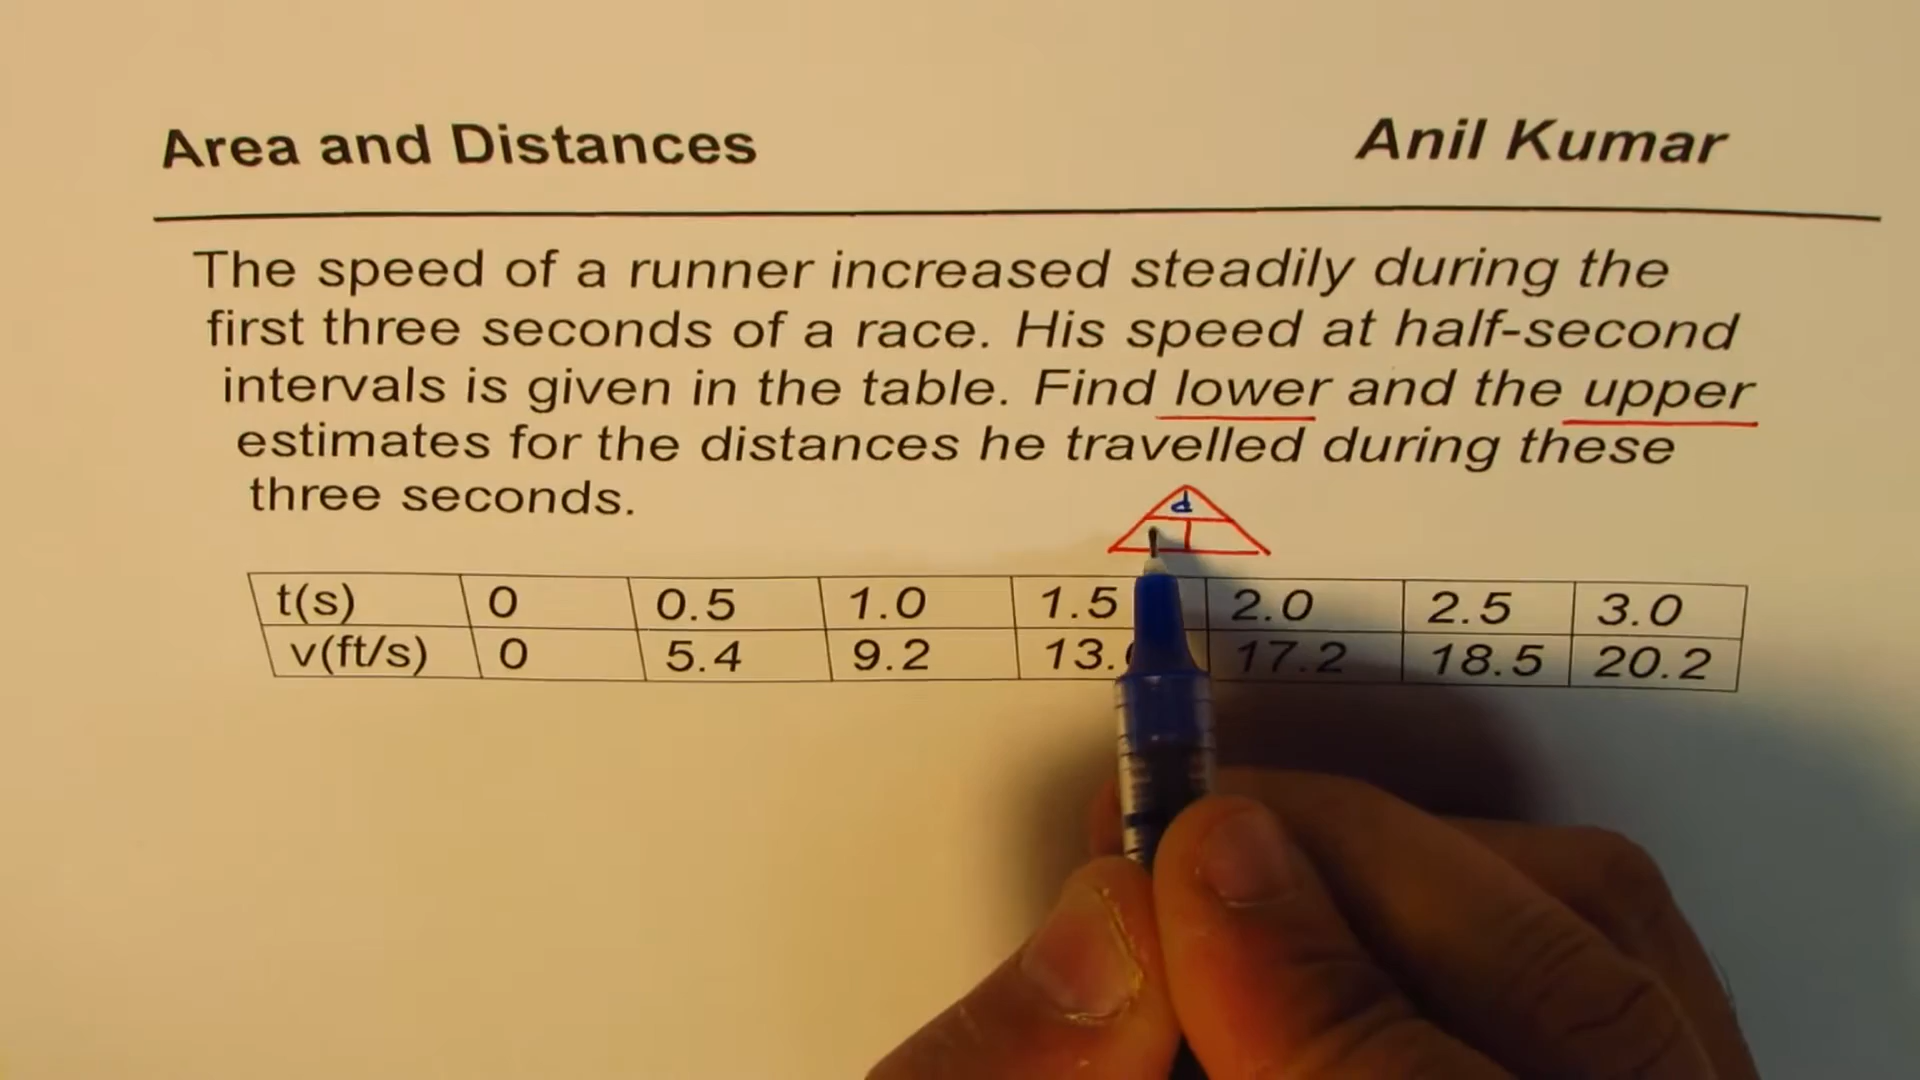 Area and Distances Anil Kumar
The speed of a runner increased steadily during the
first three seconds of a race. His speed at half-second
intervals is given in the table. Find lower and the upper
estimates for the distances he travelled during these
three seconds.
d
t(s) 0 0.5 1.0 1.5 2.0 2.5 3.0
v(ft/s) 0 5.4 9.2 17.2 18.5 20.2